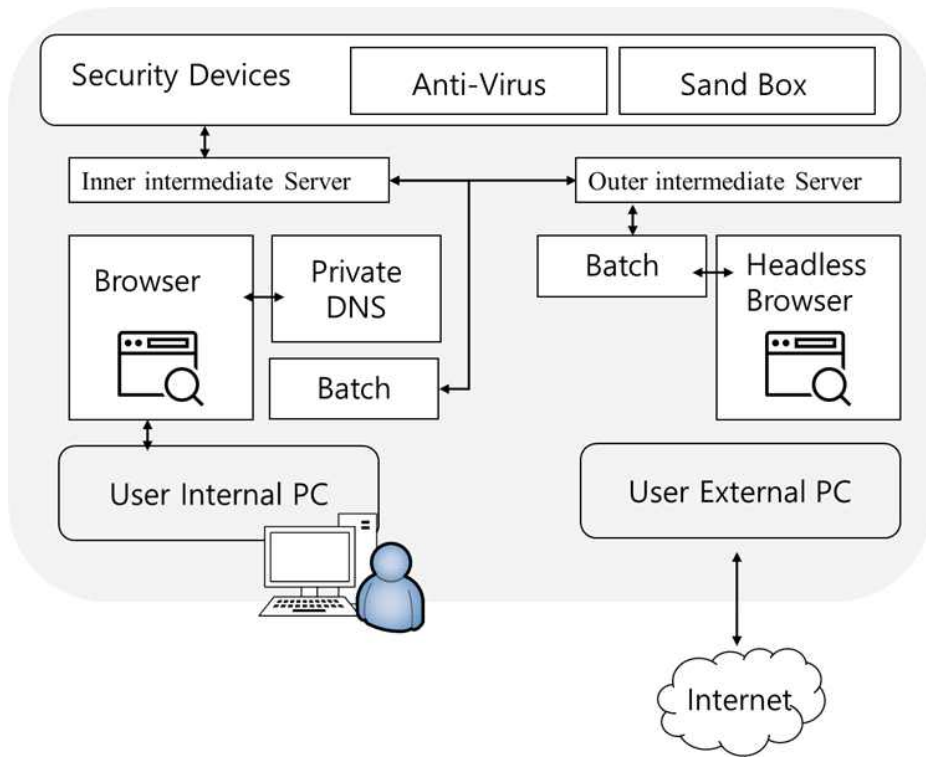 Security Devices
Anti-Virus
Sand Box
Inner intermediate Server
Outer intermediate Server
Browser
Private
DNS
Batch
Batch
Headless
Browser
User Internal PC
User External PC
Internet